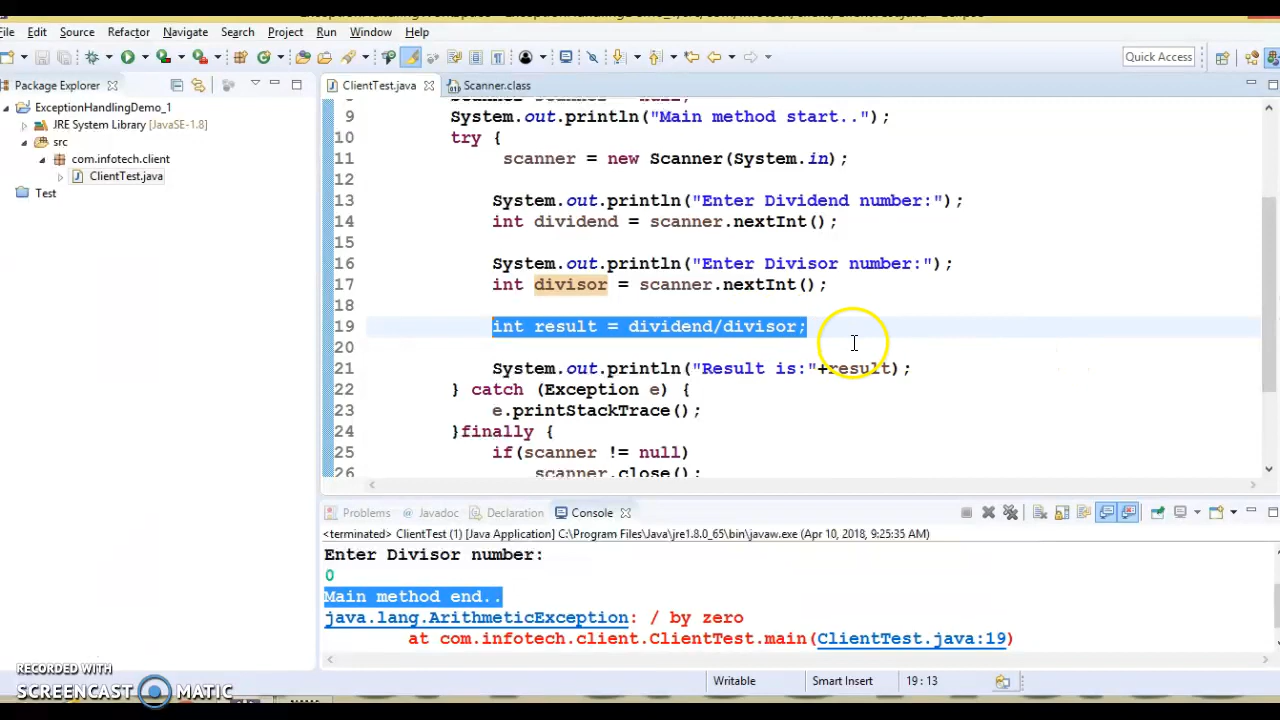 File Edit Source Refactor Navigate Search Project Run Window Help
Quick Access
Package Explorer
ClientTest.java
Scanner.class
ExceptionHandlingDemo_1
JRE System Library [JavaSE-1.8]
src
com.infotech.client
ClientTest.java
Test
9 System.out.println("Main method start..");
10 try {
11 scanner = new Scanner(System.in);
12
13 System.out.println("Enter Dividend number:");
14 int dividend = scanner.nextInt();
15
16 System.out.println("Enter Divisor number:");
17 int divisor = scanner.nextInt();
18
19 int result = dividend/divisor;
20
21 System.out.println("Result is:"+result);
22 } catch (Exception e) {
23 e.printStackTrace();
24 }finally {
25 if(scanner != null)
26 scanner.close();
Problems Javadoc Declaration Console
<terminated> ClientTest (1) [Java Application] C:\Program Files\Java\jre1.8.0_65\bin\javaw.exe (Apr 10, 2018, 9:25:35 AM)
Enter Divisor number:
0
Main method end..
java.lang.ArithmeticException: / by zero
at com.infotech.client.ClientTest.main(ClientTest.java:19)
Writable Smart Insert 19 : 13
RECORDED WITH
SCREENCAST MATIC